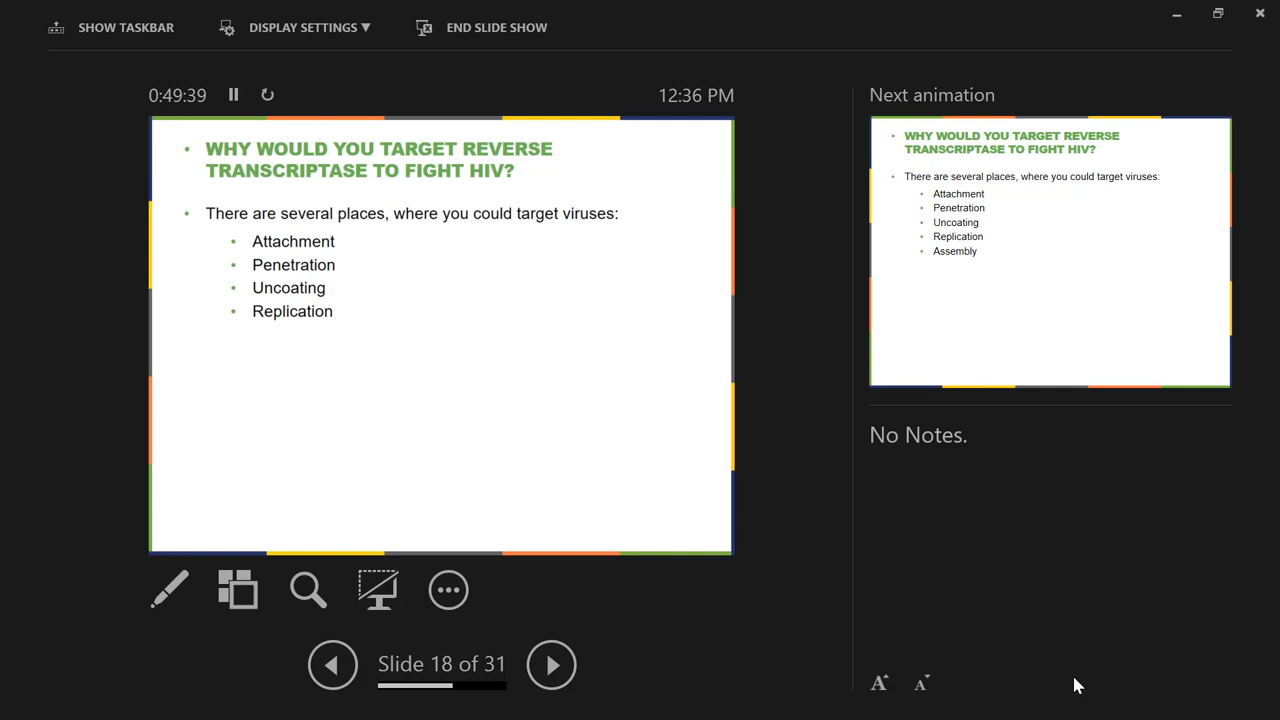 SHOW TASKBAR
DISPLAY SETTINGS ▼
END SLIDE SHOW
0:49:39
12:36 PM
• WHY WOULD YOU TARGET REVERSE
TRANSCRIPTASE TO FIGHT HIV?
• There are several places, where you could target viruses:
• Attachment
• Penetration
• Uncoating
• Replication
Slide 18 of 31
Next animation
• WHY WOULD YOU TARGET REVERSE
TRANSCRIPTASE TO FIGHT HIV?
• There are several places, where you could target viruses:
• Attachment
• Penetration
• Uncoating
• Replication
• Assembly
No Notes.
A A